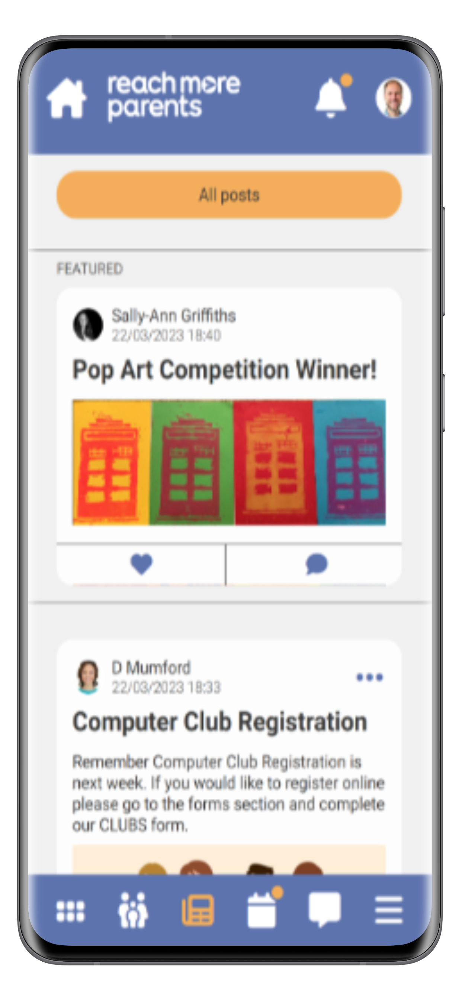 reach more
parents
All posts
FEATURED
Sally-Ann Griffiths
22/03/2023 18:40
Pop Art Competition Winner!
D Mumford
22/03/2023 18:33
Computer Club Registration
Remember Computer Club Registration is
next week. If you would like to register online
please go to the forms section and complete
our CLUBS form.